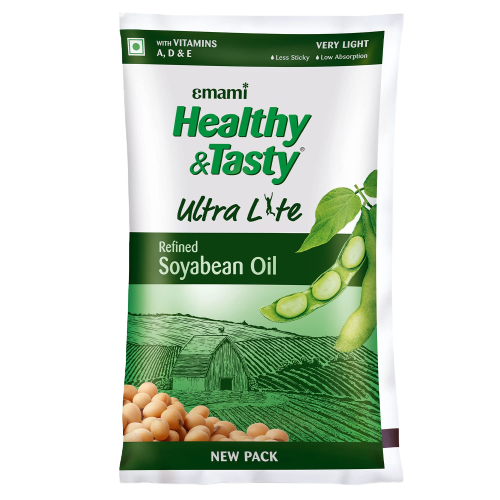 WITH VITAMINS
A, D & E
VERY LIGHT
Less Sticky Low Absorption
emami*
Healthy
&Tasty®
Ultra Lite
Refined
Soyabean Oil
NEW PACK